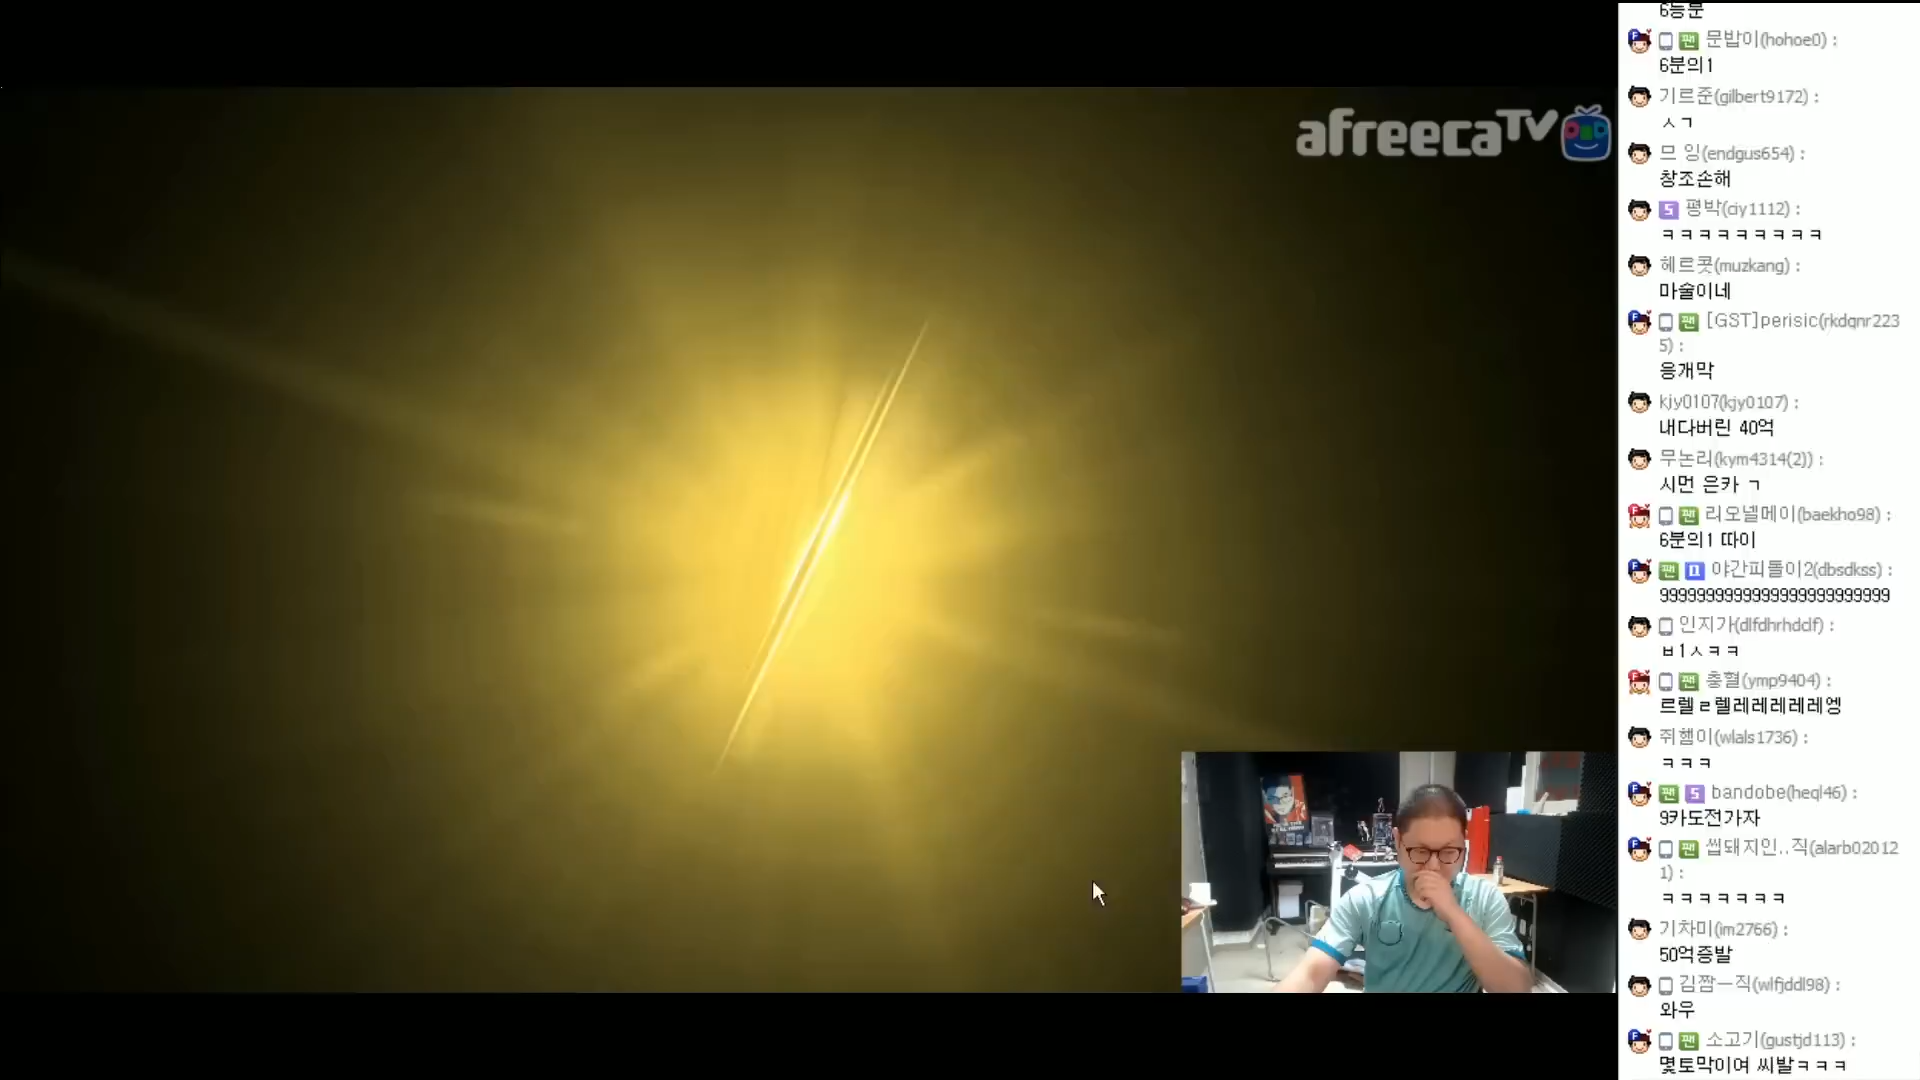 afreecaTV
6등분
문밥이(hohoe0) :
6분의1
기르준(gilbert9172) :
ㅅㄱ
므 잉(endgus654) :
창조손해
평박(ciy1112) :
ㅋㅋㅋㅋㅋㅋㅋㅋㅋ
헤르콧(muzkang) :
마술이네
[GST]perisic(rkdqnr223
5) :
응개막
kjy0107(kjy0107) :
내다버린 40억
무논리(kym4314(2)) :
시먼 은카 ㄱ
리오넬메이(baekho98) :
6분의1 따이
야간피돌이2(dbsdkss) :
9999999999999999999999999
인지가(dlfdhrhdclf) :
ㅂ1ㅅㅋㅋ
충혈(ymp9404) :
르렐ㄹ렐레레레레레엥
쥐햄이(wlals1736) :
ㅋㅋㅋ
bandobe(heql46) :
9카도전가자
씹돼지인..직(alarb02012
1) :
ㅋㅋㅋㅋㅋㅋㅋ
기차미(im2766) :
50억증발
김짬ㅡ직(wlfjddl98) :
와우
소고기(gustjd113) :
몇토막이여 씨발ㅋㅋㅋ